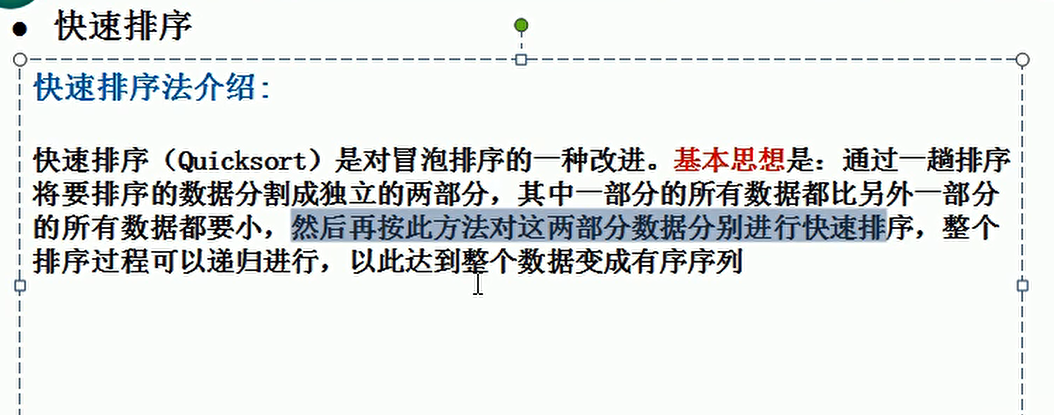 ● 快速排序
快速排序法介绍：
快速排序（Quicksort）是对冒泡排序的一种改进。基本思想是：通过一趟排序
将要排序的数据分割成独立的两部分，其中一部分的所有数据都比另外一部分
的所有数据都要小，然后再按此方法对这两部分数据分别进行快速排序，整个
排序过程可以递归进行，以此达到整个数据变成有序序列